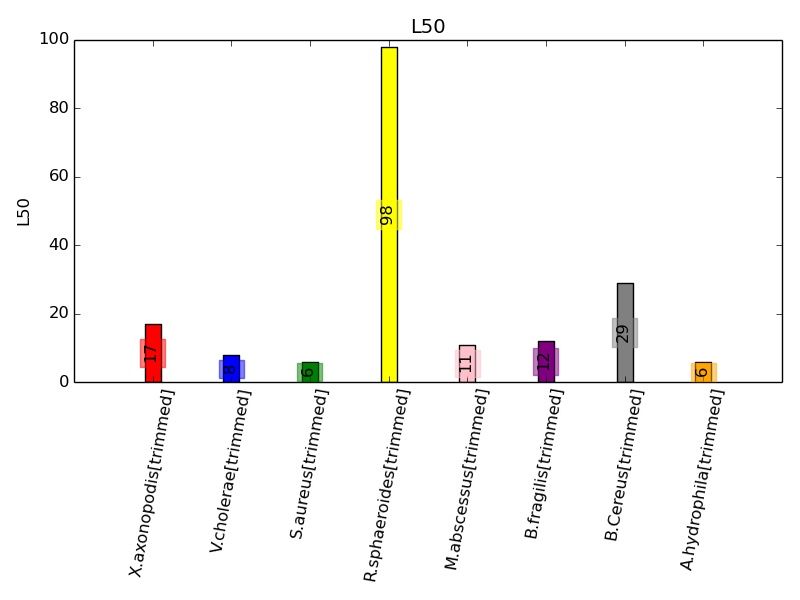 L50
L50
100
80
60
40
20
0
17
8
6
98
11
12
29
6
X.axonopodis[trimmed]
V.cholerae[trimmed]
S.aureus[trimmed]
R.sphaeroides[trimmed]
M.abscessus[trimmed]
B.fragilis[trimmed]
B.Cereus[trimmed]
A.hydrophila[trimmed]